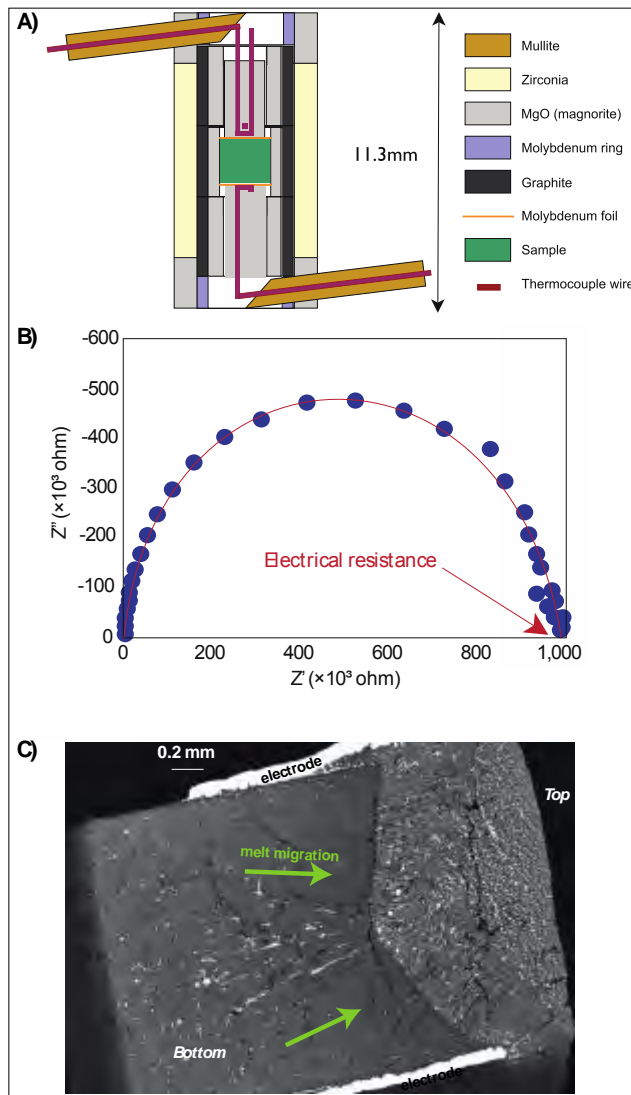 A)
11.3mm
Mullite
Zirconia
MgO (magnorite)
Molybdenum ring
Graphite
Molybdenum foil
Sample
Thermocouple wire
B)
-600
-500
-400
-300
-200
-100
0
Z" (×10³ ohm)
Electrical resistance
0
200
400
600
800
1,000
Z' (×10³ ohm)
C)
0.2 mm
electrode
Top
melt migration
Bottom
electrode